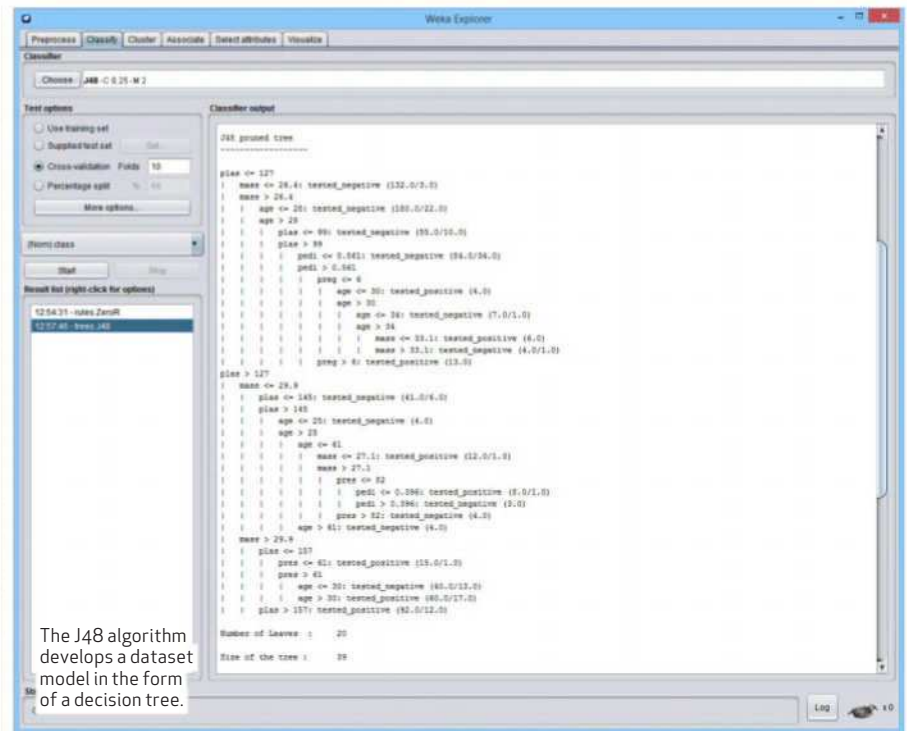 Weka Explorer
Preprocess Classify Cluster Associate Select attributes Visualize
Classifier
Choose J48 -C 0.25 -M 2
Test options
Use training set
Supplied test set Set...
Cross-validation Folds 10
Percentage split %
More options...
(Nom) class
Start Stop
Result list (right-click for options)
12:54:31 - rules.ZeroR
12:57:46 - trees.J48
Classifier output
J48 pruned tree
------------------
plas <= 127
| mass <= 26.4: tested_negative (132.0/3.0)
| mass > 26.4
| | age <= 28: tested_negative (180.0/22.0)
| | age > 28
| | | plas <= 99: tested_negative (55.0/10.0)
| | | plas > 99
| | | | pedi <= 0.561: tested_negative (84.0/34.0)
| | | | pedi > 0.561
| | | | | preg <= 6
| | | | | | age <= 30: tested_positive (4.0)
| | | | | | age > 30
| | | | | | | age <= 34: tested_negative (7.0/1.0)
| | | | | | | age > 34
| | | | | | | | mass <= 33.1: tested_positive (6.0)
| | | | | | | | mass > 33.1: tested_negative (4.0/1.0)
| | | | | preg > 6: tested_positive (13.0)
plas > 127
| mass <= 29.9
| | plas <= 145: tested_negative (41.0/6.0)
| | plas > 145
| | | age <= 25: tested_negative (4.0)
| | | age > 25
| | | | age <= 61
| | | | | mass <= 27.1: tested_positive (12.0/1.0)
| | | | | mass > 27.1
| | | | | | pres <= 82
| | | | | | | pedi <= 0.396: tested_positive (8.0/1.0)
| | | | | | | pedi > 0.396: tested_negative (3.0)
| | | | | | pres > 82: tested_negative (4.0)
| | | | age > 61: tested_negative (4.0)
| mass > 29.9
| | plas <= 157
| | | pres <= 61: tested_positive (15.0/1.0)
| | | pres > 61
| | | | age <= 30: tested_negative (40.0/13.0)
| | | | age > 30: tested_positive (60.0/17.0)
| | plas > 157: tested_positive (92.0/12.0)
Number of Leaves : 20
Size of the tree : 39
The J48 algorithm
develops a dataset
model in the form
of a decision tree.
Log x 0